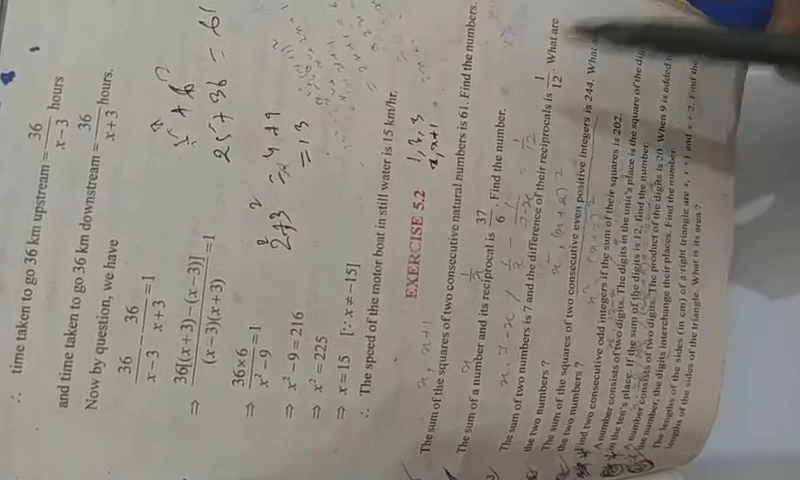 ∴ time taken to go 36 km upstream = 36/(x−3) hours
and time taken to go 36 km downstream = 36/(x+3) hours.
Now by question, we have
36/(x−3) − 36/(x+3) = 1
⇒ 36[(x+3)−(x−3)]/((x−3)(x+3)) = 1
⇒ 36×6/(x²−9) = 1
⇒ x²−9 = 216
⇒ x² = 225
⇒ x = 15 [∵ x ≠ −15]
∴ The speed of the motor boat in still water is 15 km/hr.
25 + 36 = 61
= 13
EXERCISE 5.2
1, 2, 3
x, x+1
x, x+1
The sum of the squares of two consecutive natural numbers is 61. Find the numbers.
The sum of a number and its reciprocal is 37/6. Find the number.
The sum of two numbers is 7 and the difference of their reciprocals is 1/12. What are
the two numbers ?
The sum of the squares of two consecutive even positive integers is 244. What
the two numbers ?
Find two consecutive odd integers if the sum of their squares is 202.
A number consists of two digits. The digits in the unit's place is the square of the
in the ten's place. If the sum of the digits is 12, find the number.
A number consists of two digits. The product of the digits is 20. When 9 is added
the number, the digits interchange their places. Find the number.
The lengths of the sides (in cm) of a right triangle are x, x + 1 and x + 2. Find the
lengths of the sides of the triangle. What is its area ?